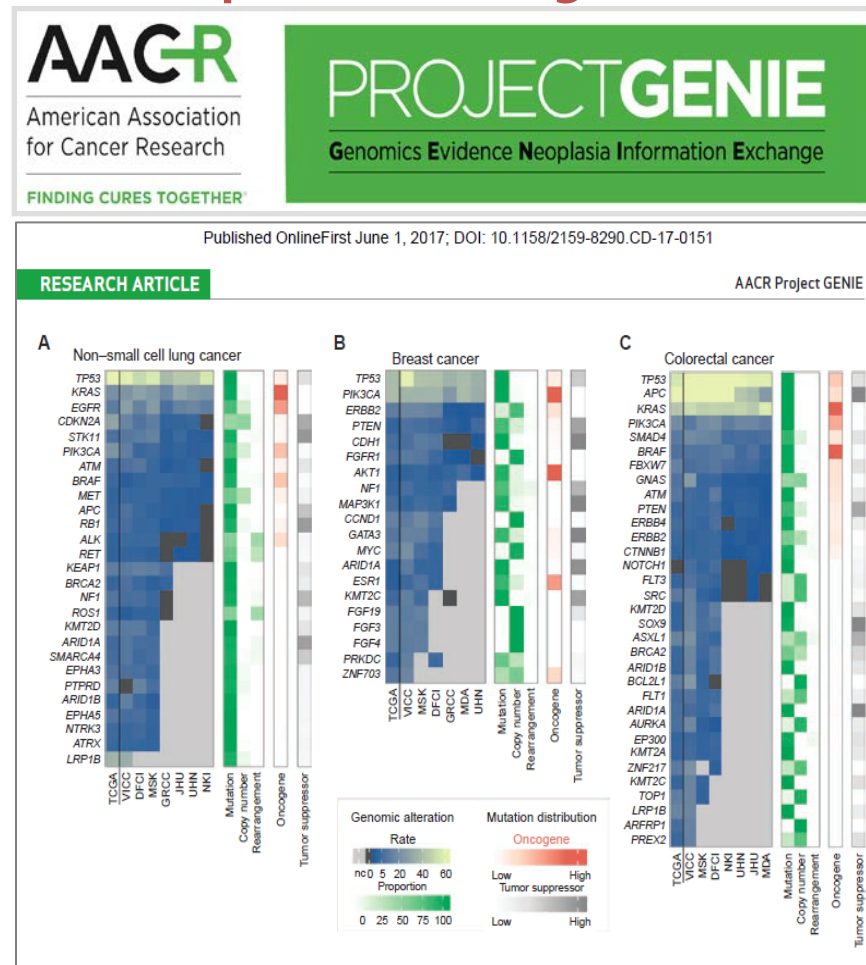 AACR
American Association
for Cancer Research
FINDING CURES TOGETHER®
PROJECTGENIE
Genomics Evidence Neoplasia Information Exchange
Published OnlineFirst June 1, 2017; DOI: 10.1158/2159-8290.CD-17-0151
RESEARCH ARTICLE
AACR Project GENIE
A
Non–small cell lung cancer
TP53
KRAS
EGFR
CDKN2A
STK11
PIK3CA
ATM
BRAF
MET
APC
RB1
ALK
RET
KEAP1
BRCA2
NF1
ROS1
KMT2D
ARID1A
SMARCA4
EPHA3
PTPRD
ARID1B
EPHA5
NTRK3
ATRX
LRP1B
TCGA
VICC
DFCI
MSK
GRCC
JHU
UHN
NKI
Mutation
Copy number
Rearrangement
Oncogene
Tumor suppressor
B
Breast cancer
TP53
PIK3CA
ERBB2
PTEN
CDH1
FGFR1
AKT1
NF1
MAP3K1
CCND1
GATA3
MYC
ARID1A
ESR1
KMT2C
FGF19
FGF3
FGF4
PRKDC
ZNF703
TCGA
VICC
MSK
DFCI
GRCC
MDA
UHN
Mutation
Copy number
Rearrangement
Oncogene
Tumor suppressor
Genomic alteration
Rate
nc 0 5 20 40 60
Proportion
0 25 50 75 100
Mutation distribution
Oncogene
Low High
Tumor suppressor
Low High
C
Colorectal cancer
TP53
APC
KRAS
PIK3CA
SMAD4
BRAF
FBXW7
GNAS
ATM
PTEN
ERBB4
ERBB2
CTNNB1
NOTCH1
FLT3
SRC
KMT2D
SOX9
ASXL1
BRCA2
ARID1B
BCL2L1
FLT1
ARID1A
AURKA
EP300
KMT2A
ZNF217
KMT2C
TOP1
LRP1B
ARFRP1
PREX2
TCGA
VICC
MSK
DFCI
NKI
UHN
JHU
MDA
Mutation
Copy number
Rearrangement
Oncogene
Tumor suppressor